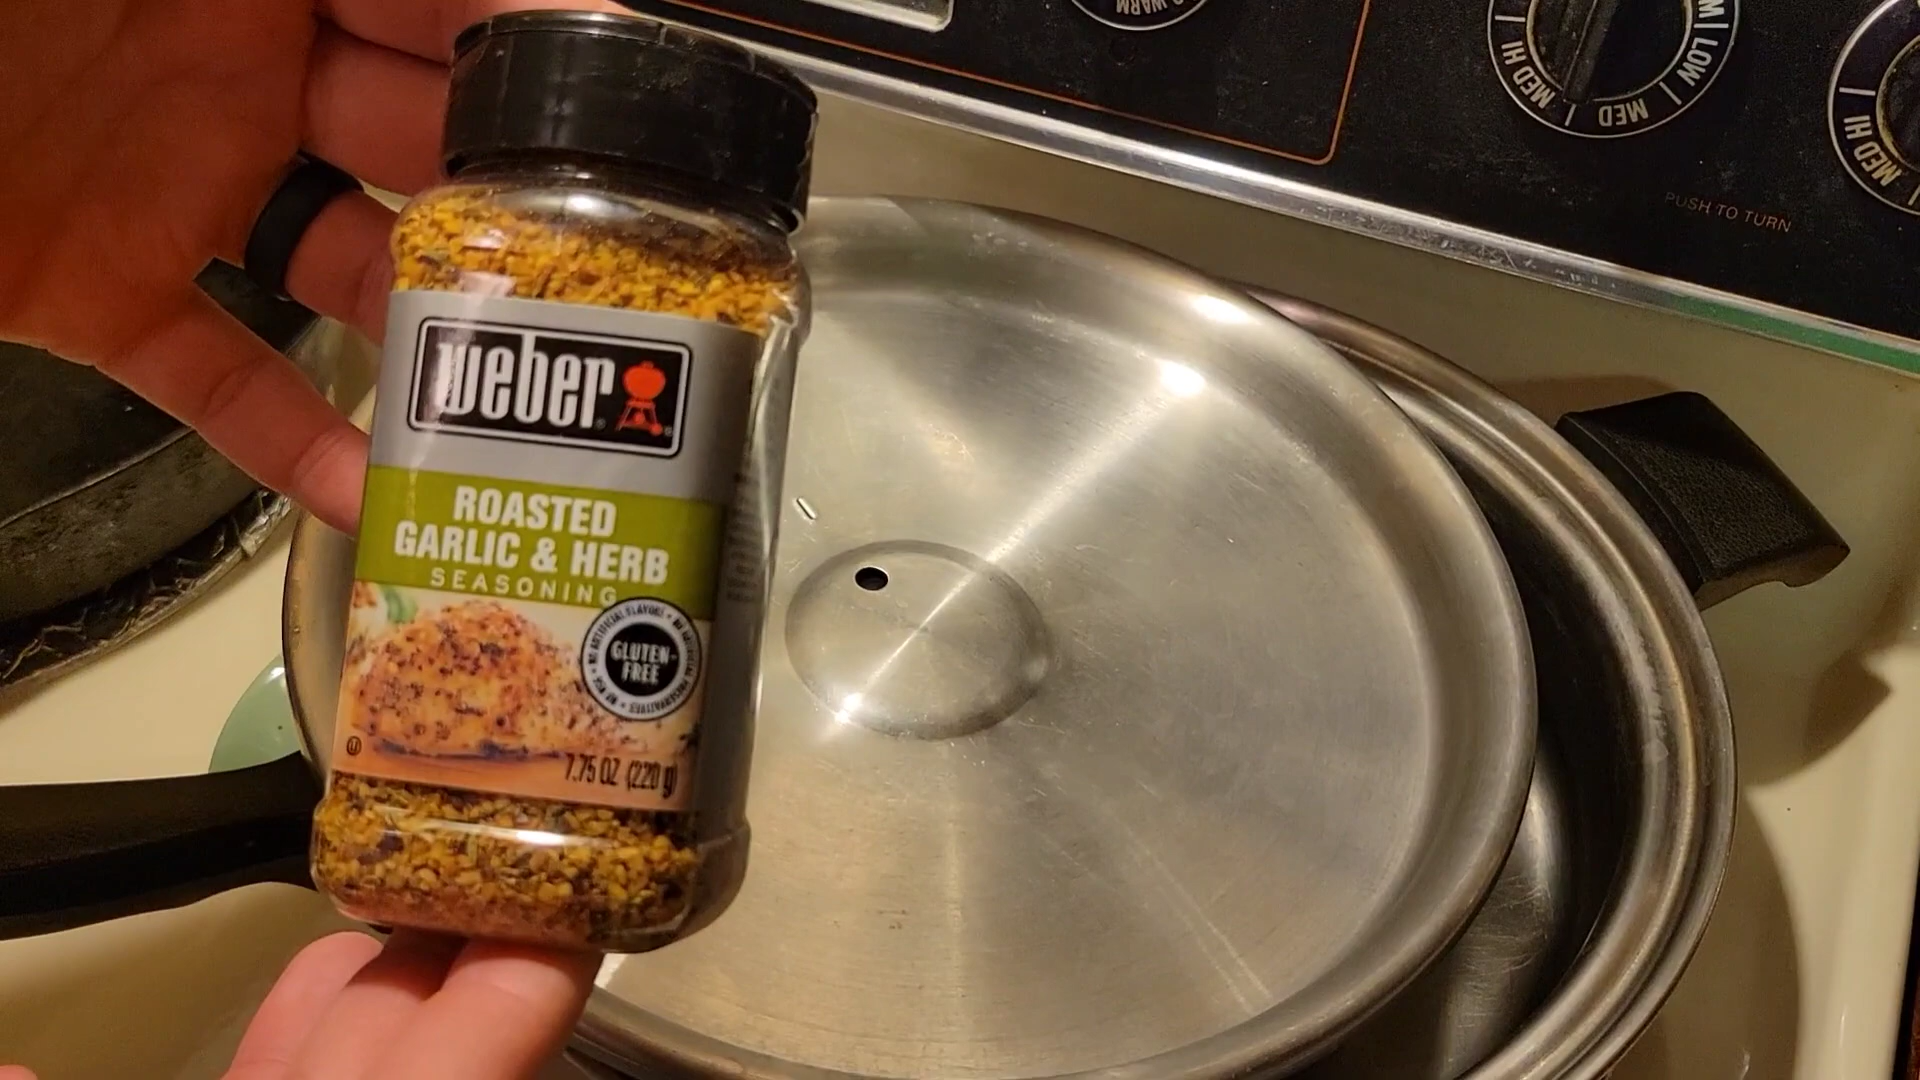 weber
ROASTED
GARLIC & HERB
SEASONING
GLUTEN-
FREE
7.75 OZ (220 g)
WARM
MED HI
MED
LOW
MED HI
PUSH TO TURN